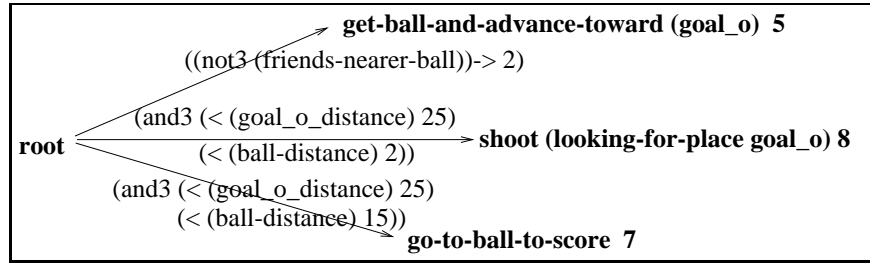 get-ball-and-advance-toward (goal_o) 5
((not3 (friends-nearer-ball))-> 2)
(and3 (< (goal_o_distance) 25)
root
shoot (looking-for-place goal_o) 8
(< (ball-distance) 2))
(and3 (< (goal_o_distance) 25)
(< (ball-distance) 15))
go-to-ball-to-score 7